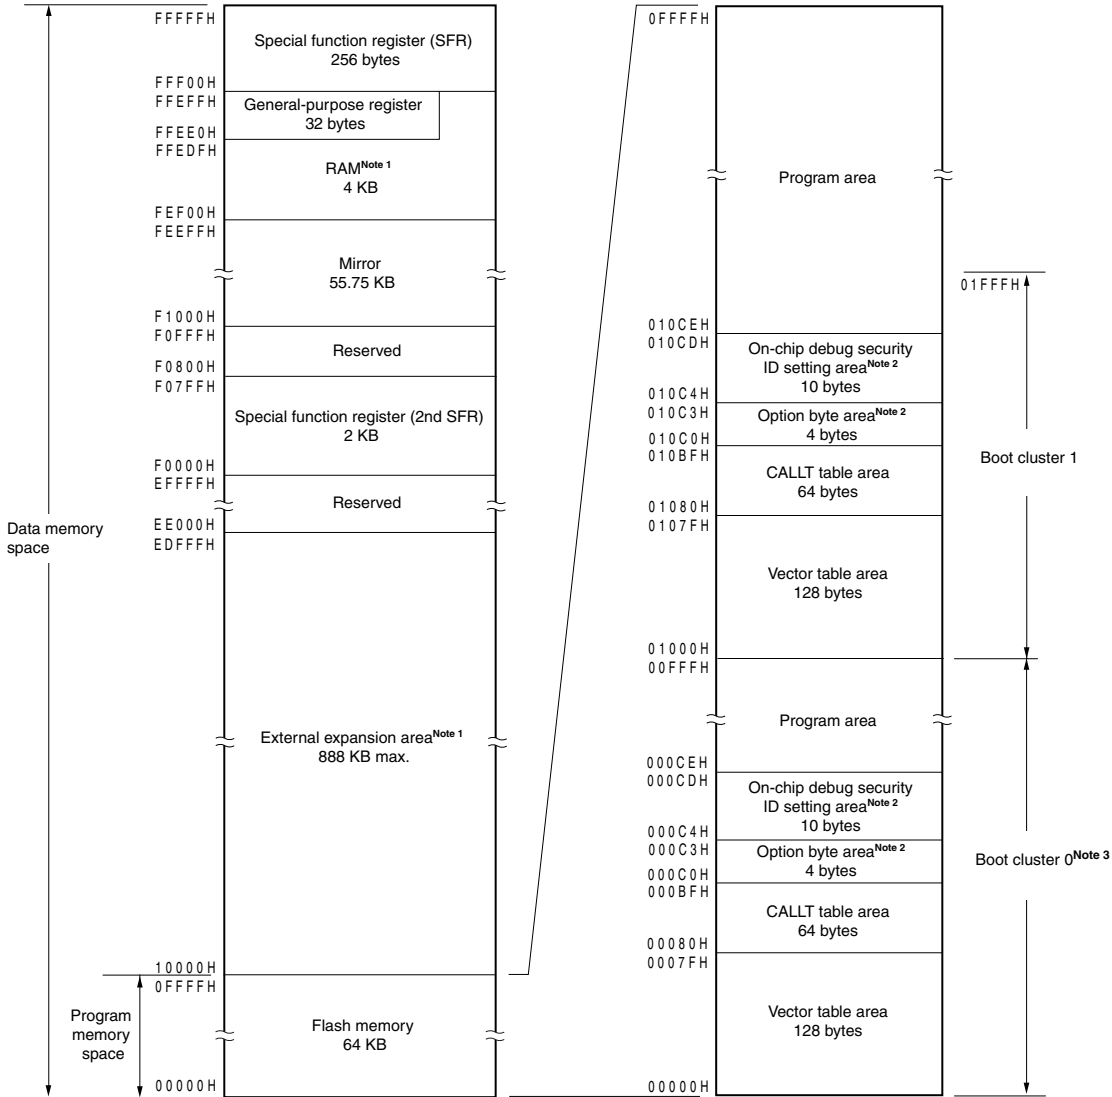 FFFFFH
Special function register (SFR)
256 bytes
FFF00H
FFEFFH
General-purpose register
32 bytes
FFEE0H
FFEDFH
RAMNote 1
4 KB
FEF00H
FEEFFH
Mirror
55.75 KB
F1000H
F0FFFH
Reserved
F0800H
F07FFH
Special function register (2nd SFR)
2 KB
F0000H
EFFFFH
Reserved
EE000H
EDFFFH
Data memory
space
External expansion areaNote 1
888 KB max.
10000H
0FFFFH
Program
memory
space
Flash memory
64 KB
00000H
0FFFFH
Program area
01FFFH
010CEH
010CDH
On-chip debug security
ID setting areaNote 2
10 bytes
010C4H
010C3H
Option byte areaNote 2
4 bytes
010C0H
010BFH
Boot cluster 1
CALLT table area
64 bytes
01080H
0107FH
Vector table area
128 bytes
01000H
00FFFH
Program area
000CEH
000CDH
On-chip debug security
ID setting areaNote 2
10 bytes
000C4H
000C3H
Option byte areaNote 2
4 bytes
Boot cluster 0Note 3
000C0H
000BFH
CALLT table area
64 bytes
00080H
0007FH
Vector table area
128 bytes
00000H